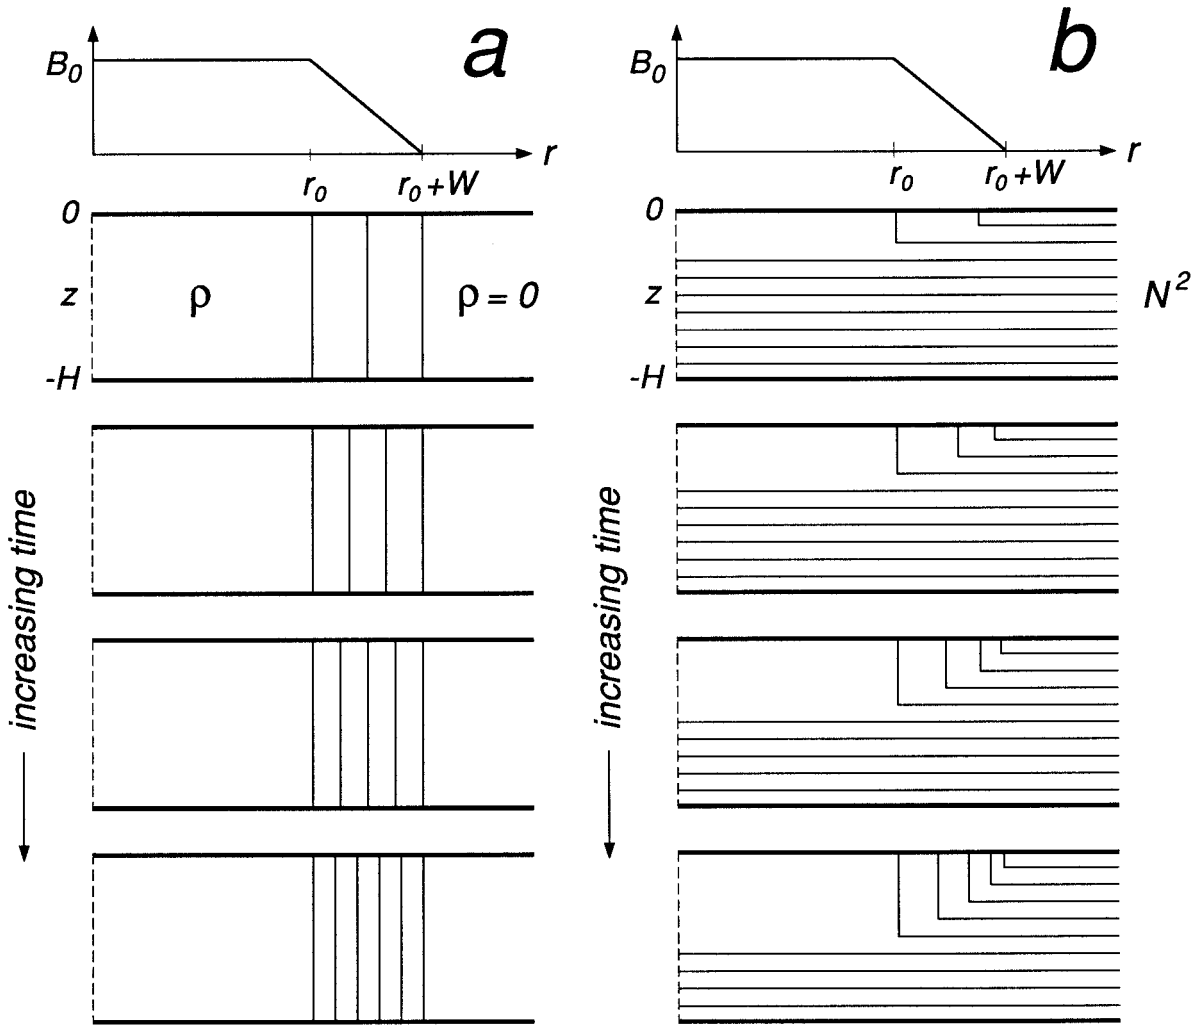 a
B₀
r
r₀
r₀+W
0
z
ρ
ρ = 0
-H
increasing time
b
B₀
r
r₀
r₀+W
0
z
N²
-H
increasing time